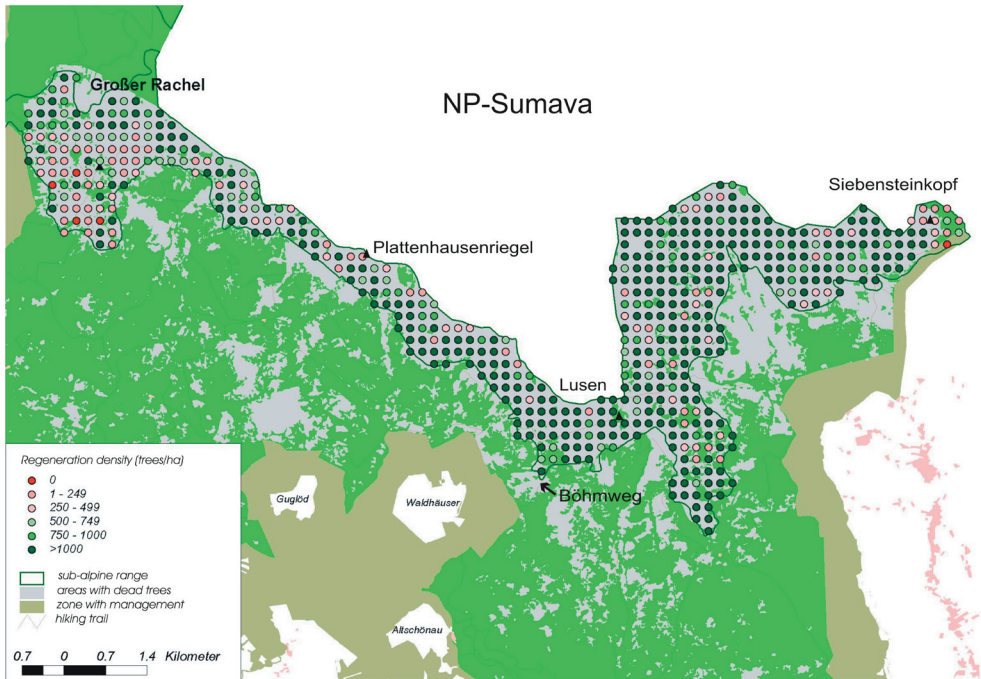 Großer Rachel
NP-Sumava
Siebensteinkopf
Plattenhausenriegel
Lusen
Böhmweg
Guglöd
Waldhäuser
Altschönau
Regeneration density (trees/ha)
0
1 - 249
250 - 499
500 - 749
750 - 1000
>1000
sub-alpine range
areas with dead trees
zone with management
hiking trail
0.7 0 0.7 1.4 Kilometer